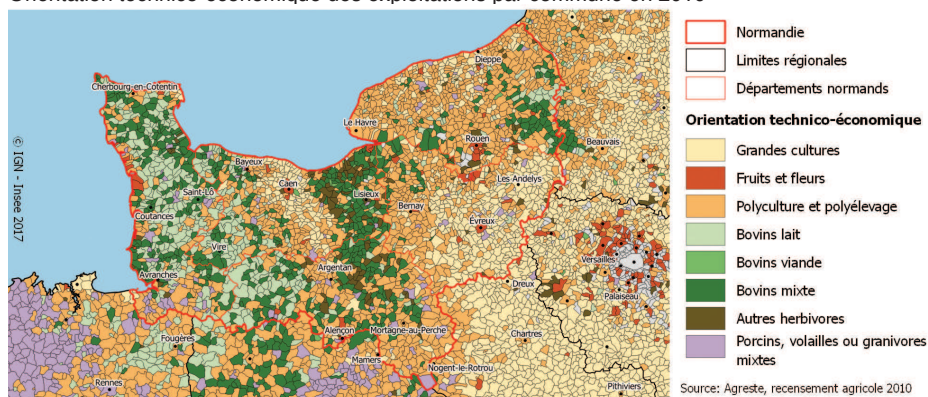 Cherbourg-en-Cotentin
Dieppe
Le Havre
Rouen
Beauvais
Bayeux
Caen
Saint-Lô
Lisieux
Les Andelys
Bernay
Coutances
Évreux
Vire
Versailles
Argentan
Palaiseau
Avranches
Dreux
Alençon
Mortagne-au-Perche
Chartres
Fougères
Mamers
Nogent-le-Rotrou
Rennes
Pithiviers
© IGN - Insee 2017
Normandie
Limites régionales
Départements normands
Orientation technico-économique
Grandes cultures
Fruits et fleurs
Polyculture et polyélevage
Bovins lait
Bovins viande
Bovins mixte
Autres herbivores
Porcins, volailles ou granivores
mixtes
Source: Agreste, recensement agricole 2010